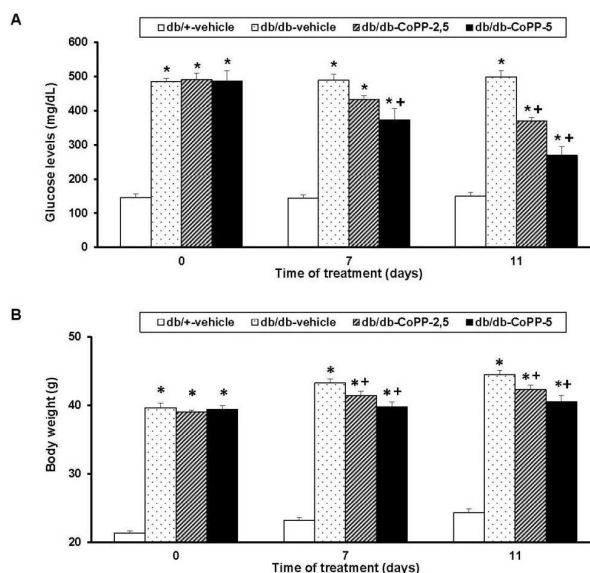 A
db/+-vehicle db/db-vehicle db/db-CoPP-2,5 db/db-CoPP-5
Glucose levels (mg/dL)
600
500
400
300
200
100
0
* * *
* * *+
* *+ *+
0 7 11
Time of treatment (days)
B
db/+-vehicle db/db-vehicle db/db-CoPP-2,5 db/db-CoPP-5
Body weight (g)
50
40
30
20
* * *
* *+ *+
* *+ *+
0 7 11
Time of treatment (days)